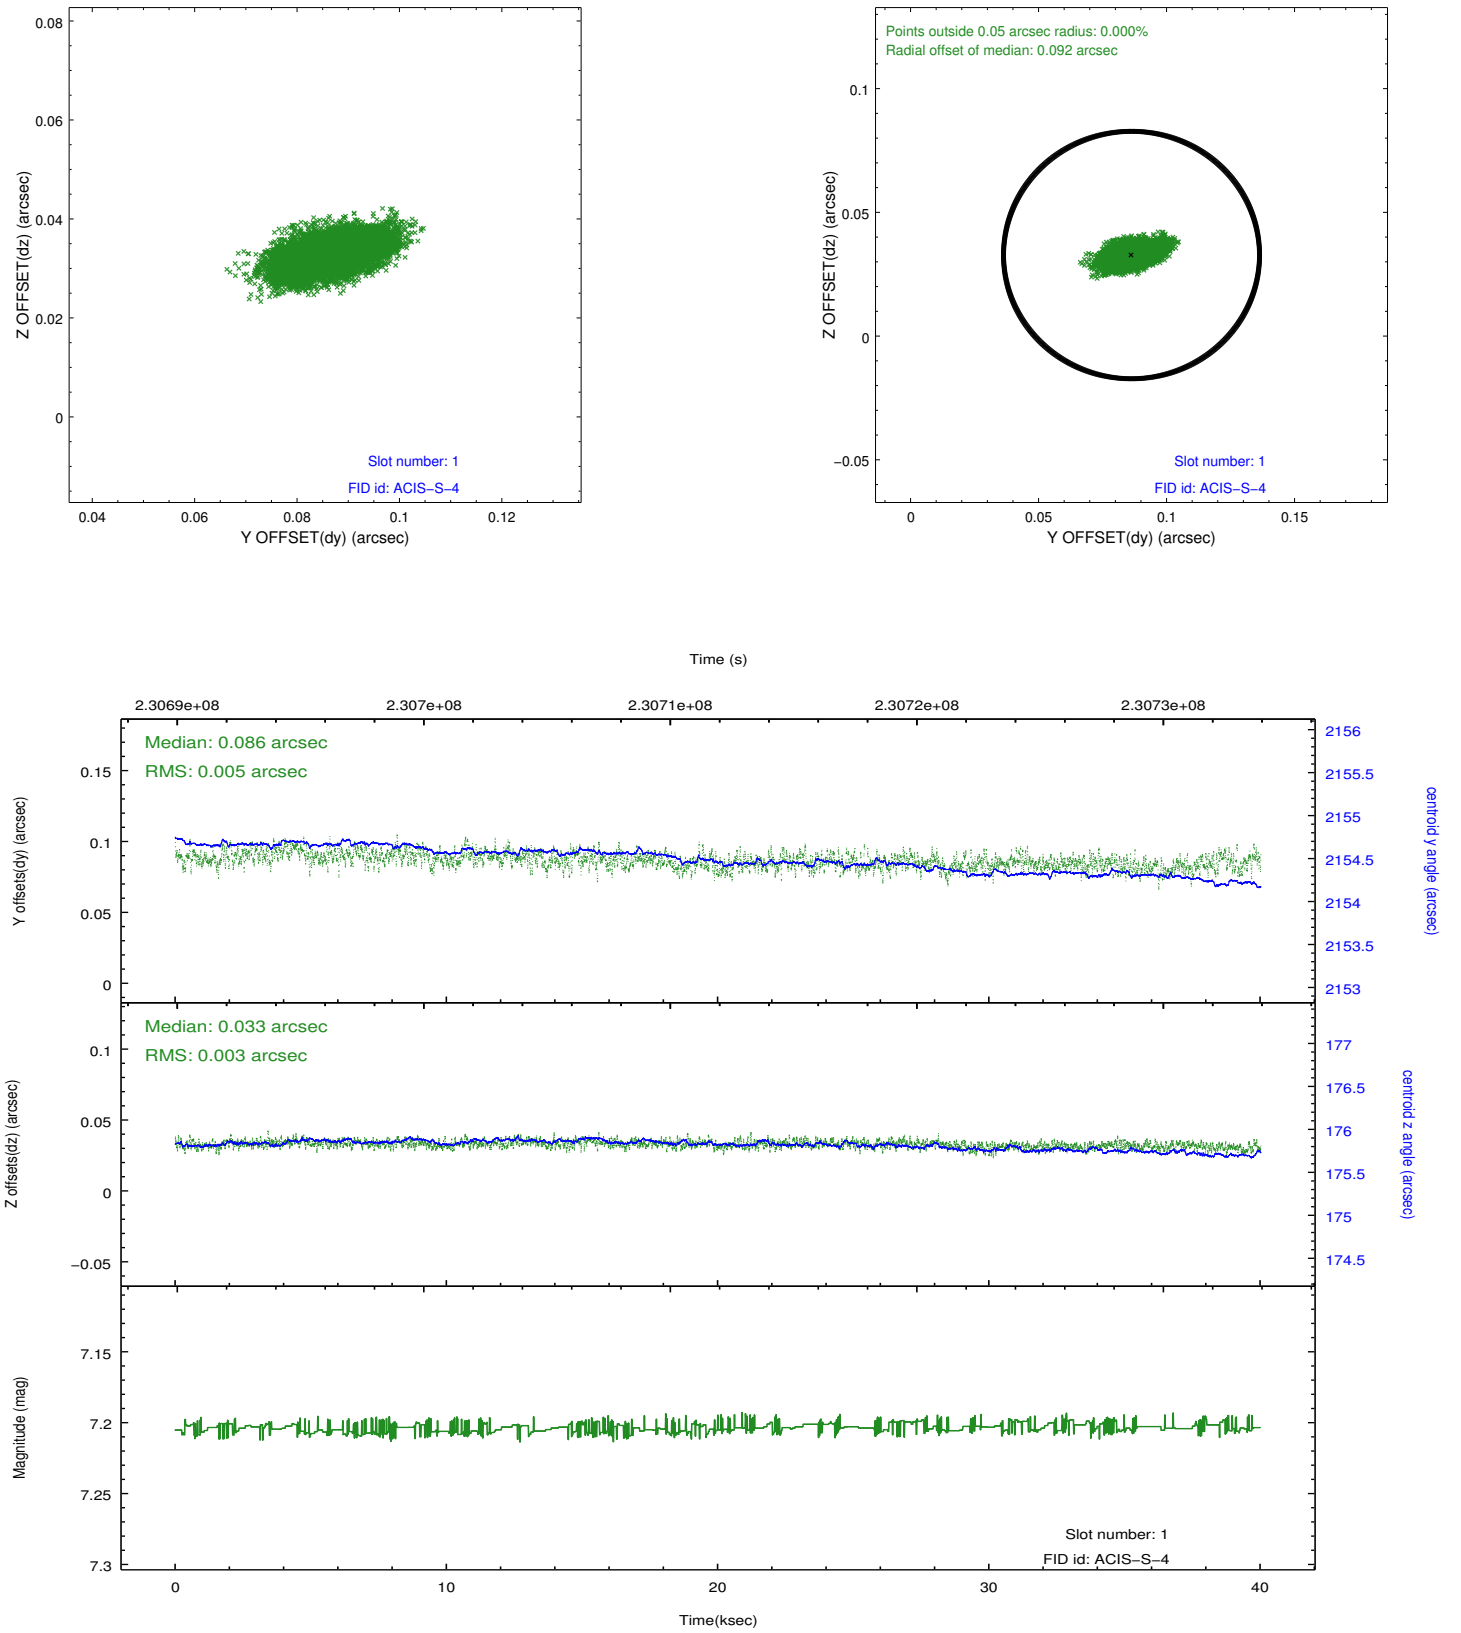 0.08
0.06
0.04
0.02
0
Z OFFSET(dz) (arcsec)
Slot number: 1
FID id: ACIS−S−4
0.04 0.06 0.08 0.1 0.12
Y OFFSET(dy) (arcsec)
Points outside 0.05 arcsec radius: 0.000%
Radial offset of median: 0.092 arcsec
0.1
0.05
0
−0.05
Z OFFSET(dz) (arcsec)
Slot number: 1
FID id: ACIS−S−4
0 0.05 0.1 0.15
Y OFFSET(dy) (arcsec)
Time (s)
2.3069e+08 2.307e+08 2.3071e+08 2.3072e+08 2.3073e+08
Median: 0.086 arcsec
RMS: 0.005 arcsec
0.15
0.1
0.05
0
Y offsets(dy) (arcsec)
2156
2155.5
2155
2154.5
2154
2153.5
2153
centroid y angle (arcsec)
Median: 0.033 arcsec
RMS: 0.003 arcsec
0.1
0.05
0
−0.05
Z offsets(dz) (arcsec)
177
176.5
176
175.5
175
174.5
centroid z angle (arcsec)
7.15
7.2
7.25
7.3
Magnitude (mag)
Slot number: 1
FID id: ACIS−S−4
0 10 20 30 40
Time(ksec)